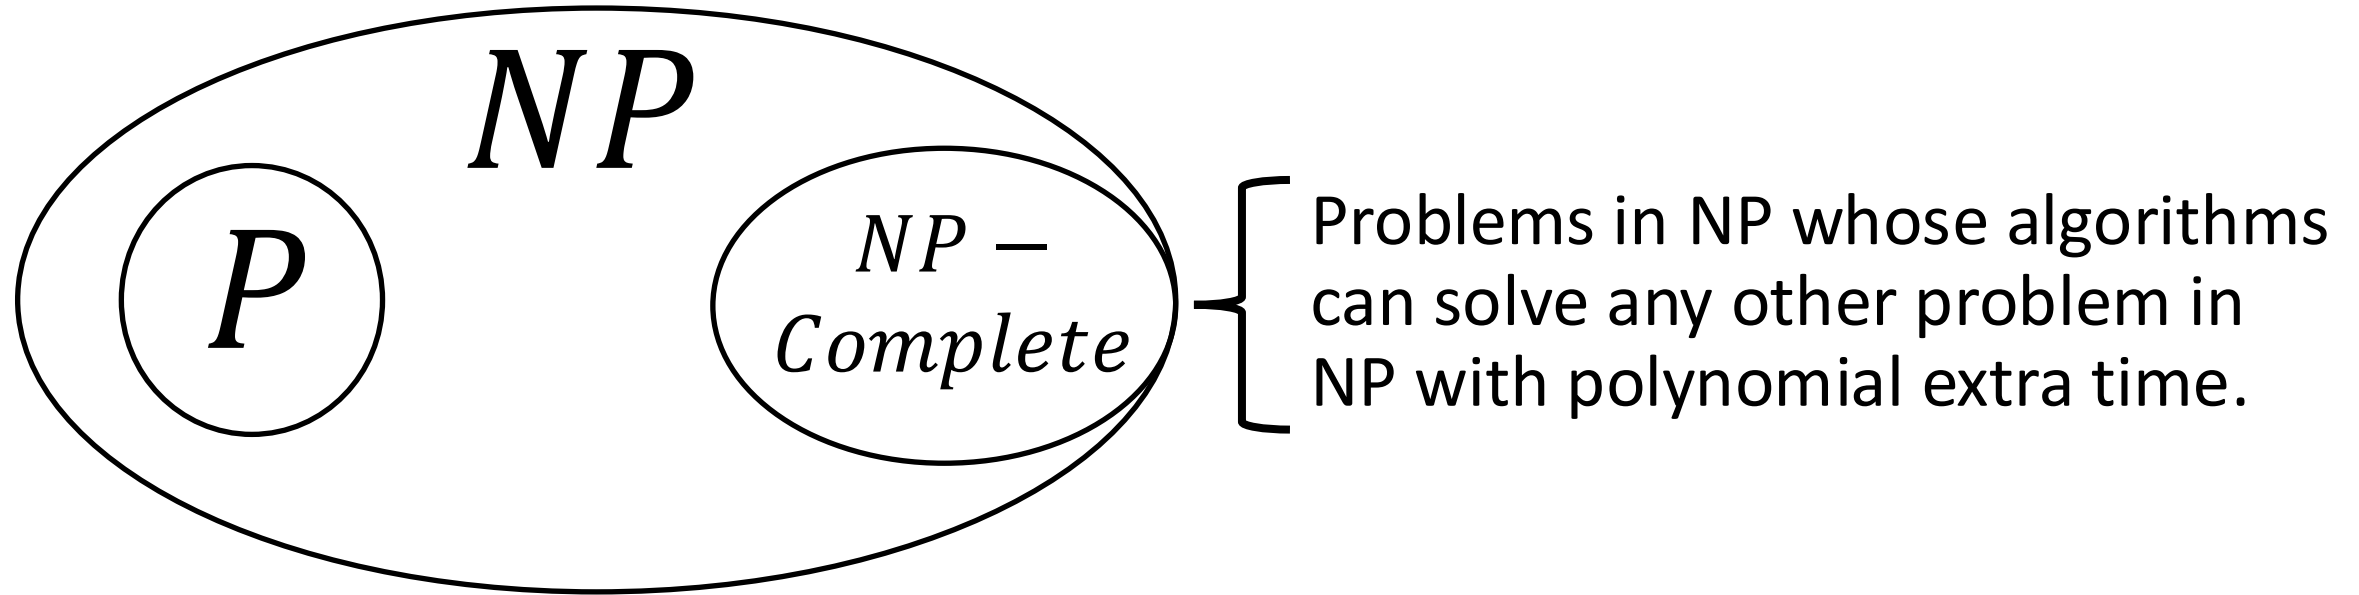 NP
P
NP −
Complete
Problems in NP whose algorithms
can solve any other problem in
NP with polynomial extra time.